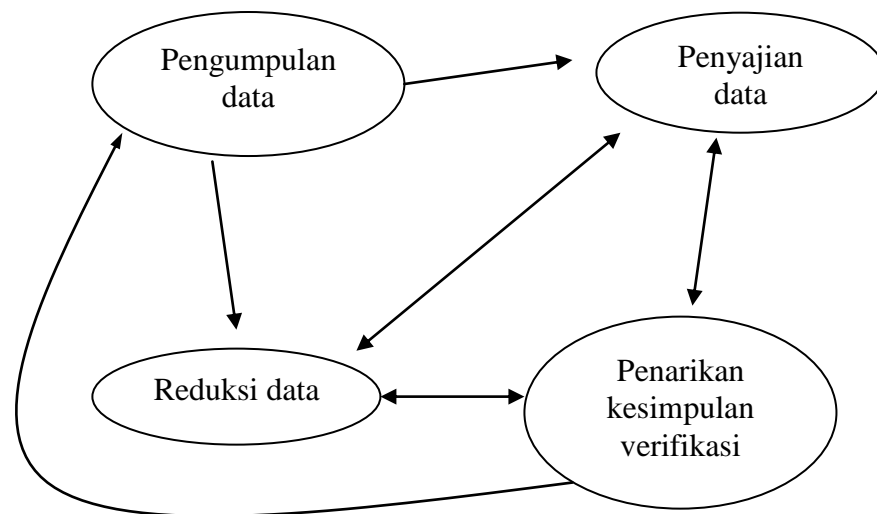 Pengumpulan
data
Penyajian
data
Reduksi data
Penarikan
kesimpulan
verifikasi